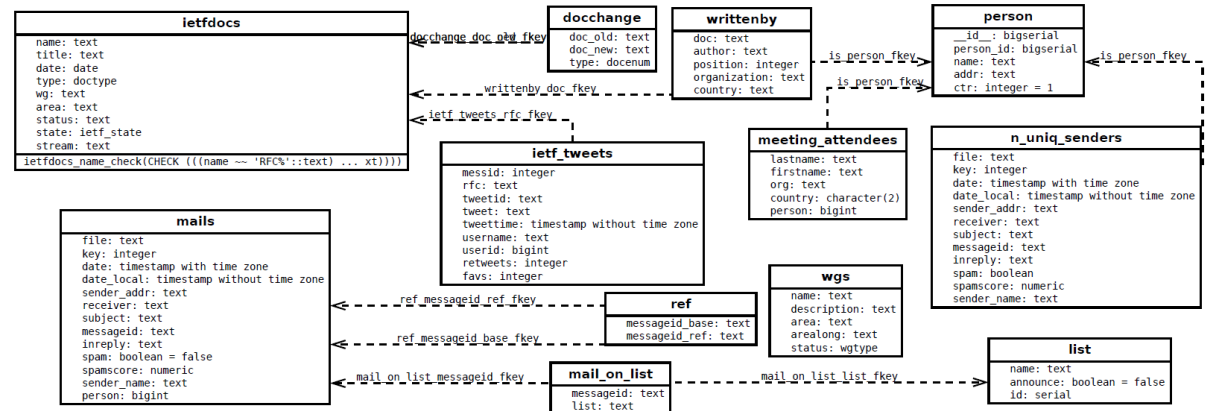 ietfdocs
name: text
title: text
date: date
type: doctype
wg: text
area: text
status: text
state: ietf_state
stream: text
ietfdocs_name_check(CHECK (((name ~~ 'RFC%'::text) ... xt))))
docchange_doc_old_fkey
docchange
doc_old: text
doc_new: text
type: docenum
writtenby_doc_fkey
ietf_tweets_rfc_fkey
writtenby
doc: text
author: text
position: integer
organization: text
country: text
is_person_fkey
is_person_fkey
person
__id__: bigserial
person_id: bigserial
name: text
addr: text
ctr: integer = 1
is_person_fkey
ietf_tweets
messid: integer
rfc: text
tweetid: text
tweet: text
tweettime: timestamp without time zone
username: text
userid: bigint
retweets: integer
favs: integer
meeting_attendees
lastname: text
firstname: text
org: text
country: character(2)
person: bigint
n_uniq_senders
file: text
key: integer
date: timestamp with time zone
date_local: timestamp without time zone
sender_addr: text
receiver: text
subject: text
messageid: text
inreply: text
spam: boolean
spamscore: numeric
sender_name: text
mails
file: text
key: integer
date: timestamp with time zone
date_local: timestamp without time zone
sender_addr: text
receiver: text
subject: text
messageid: text
inreply: text
spam: boolean = false
spamscore: numeric
sender_name: text
person: bigint
ref_messageid_ref_fkey
ref_messageid_base_fkey
ref
messageid_base: text
messageid_ref: text
wgs
name: text
description: text
area: text
arealong: text
status: wgtype
mail_on_list_messageid_fkey
mail_on_list
messageid: text
list: text
mail_on_list_list_fkey
list
name: text
announce: boolean = false
id: serial